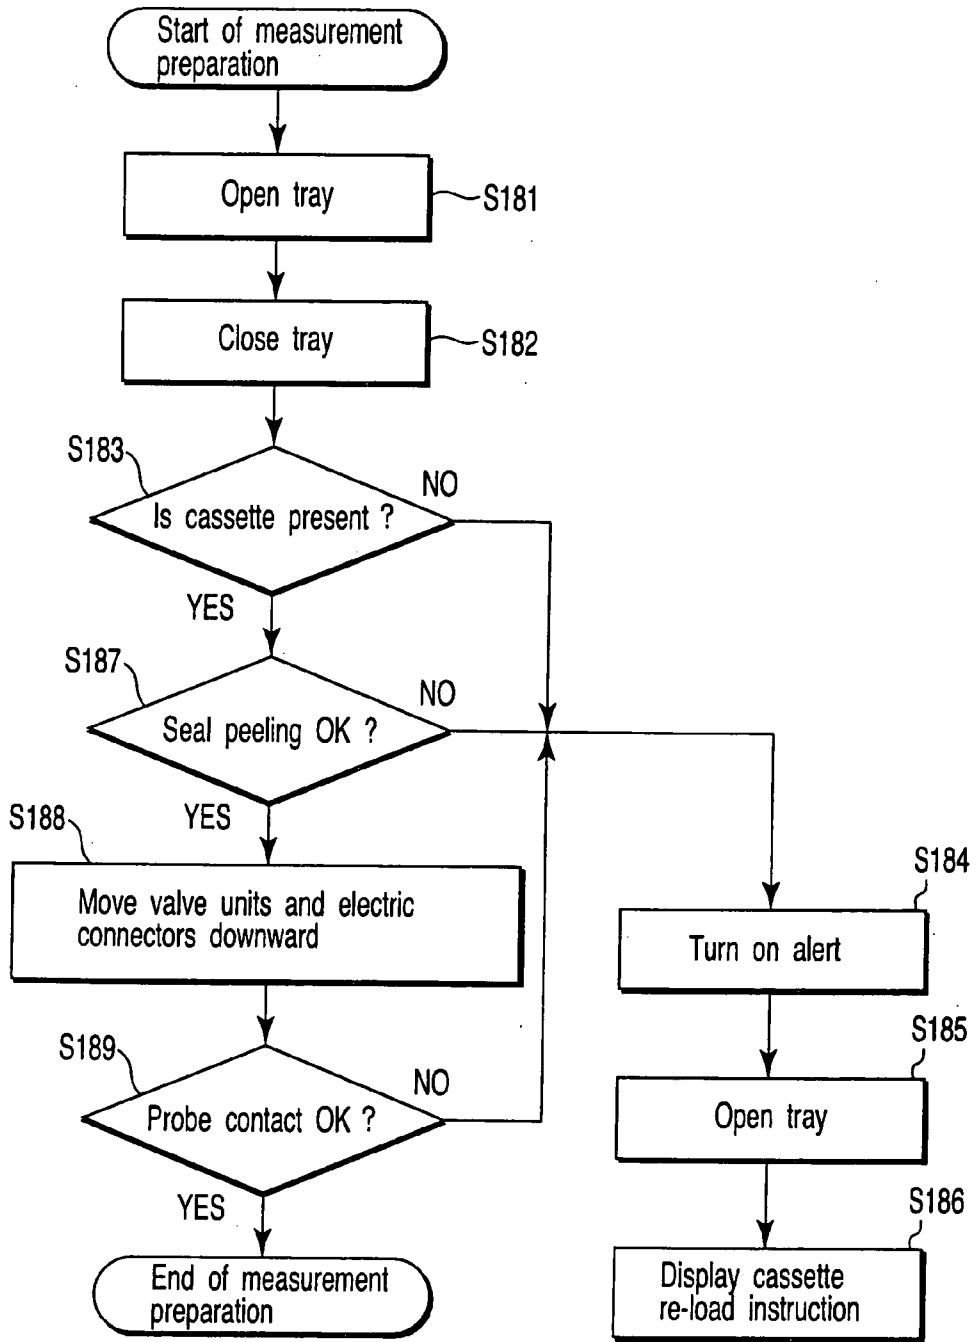 Start of measurement
preparation
Open tray
S181
Close tray
S182
S183
Is cassette present ?
NO
YES
S187
Seal peeling OK ?
NO
YES
S188
Move valve units and electric
connectors downward
S184
Turn on alert
S189
Probe contact OK ?
NO
YES
S185
Open tray
S186
Display cassette
re-load instruction
End of measurement
preparation